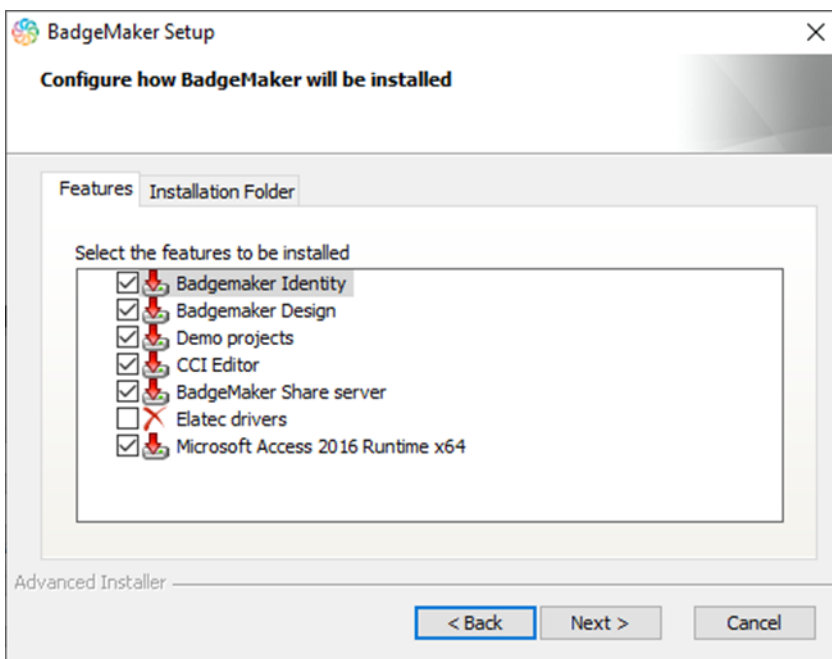 BadgeMaker Setup
Configure how BadgeMaker will be installed
Features
Installation Folder
Select the features to be installed
Badgemaker Identity
Badgemaker Design
Demo projects
CCI Editor
BadgeMaker Share server
Elatec drivers
Microsoft Access 2016 Runtime x64
Advanced Installer
< Back
Next >
Cancel